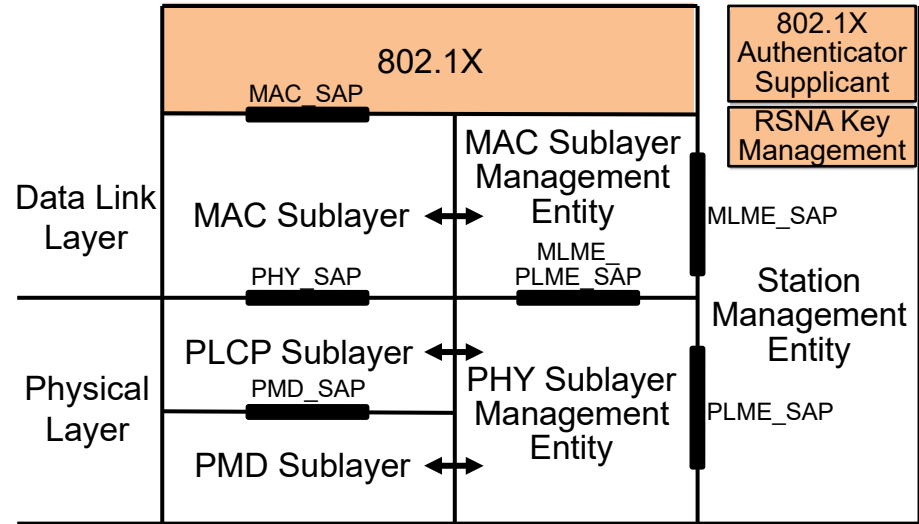 802.1X
802.1X
Authenticator
Supplicant
RSNA Key
Management
MAC_SAP
Data Link
Layer
MAC Sublayer
MAC Sublayer
Management
Entity
MLME_SAP
PHY_SAP
MLME_
PLME_SAP
Station
Management
Entity
Physical
Layer
PLCP Sublayer
PMD_SAP
PMD Sublayer
PHY Sublayer
Management
Entity
PLME_SAP